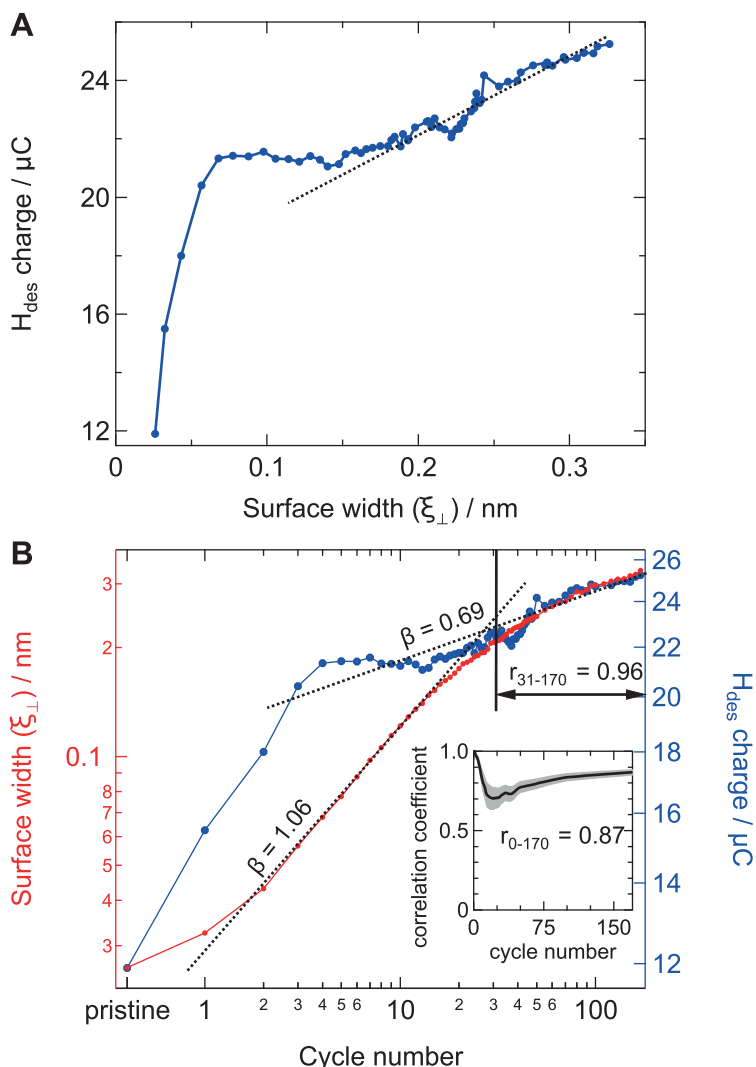 A
24
20
16
12
H_des charge / μC
0
0.1
0.2
0.3
Surface width (ξ⊥) / nm
B
3
2
0.1
8
7
6
5
4
3
Surface width (ξ⊥) / nm
26
24
22
20
18
16
14
12
H_des charge / μC
β = 0.69
r31-170 = 0.96
β = 1.06
1.0
0.5
0
correlation coefficient
r0-170 = 0.87
0 75 150
cycle number
pristine 1 2 3 4 5 6 10 2 3 4 5 6 100
Cycle number